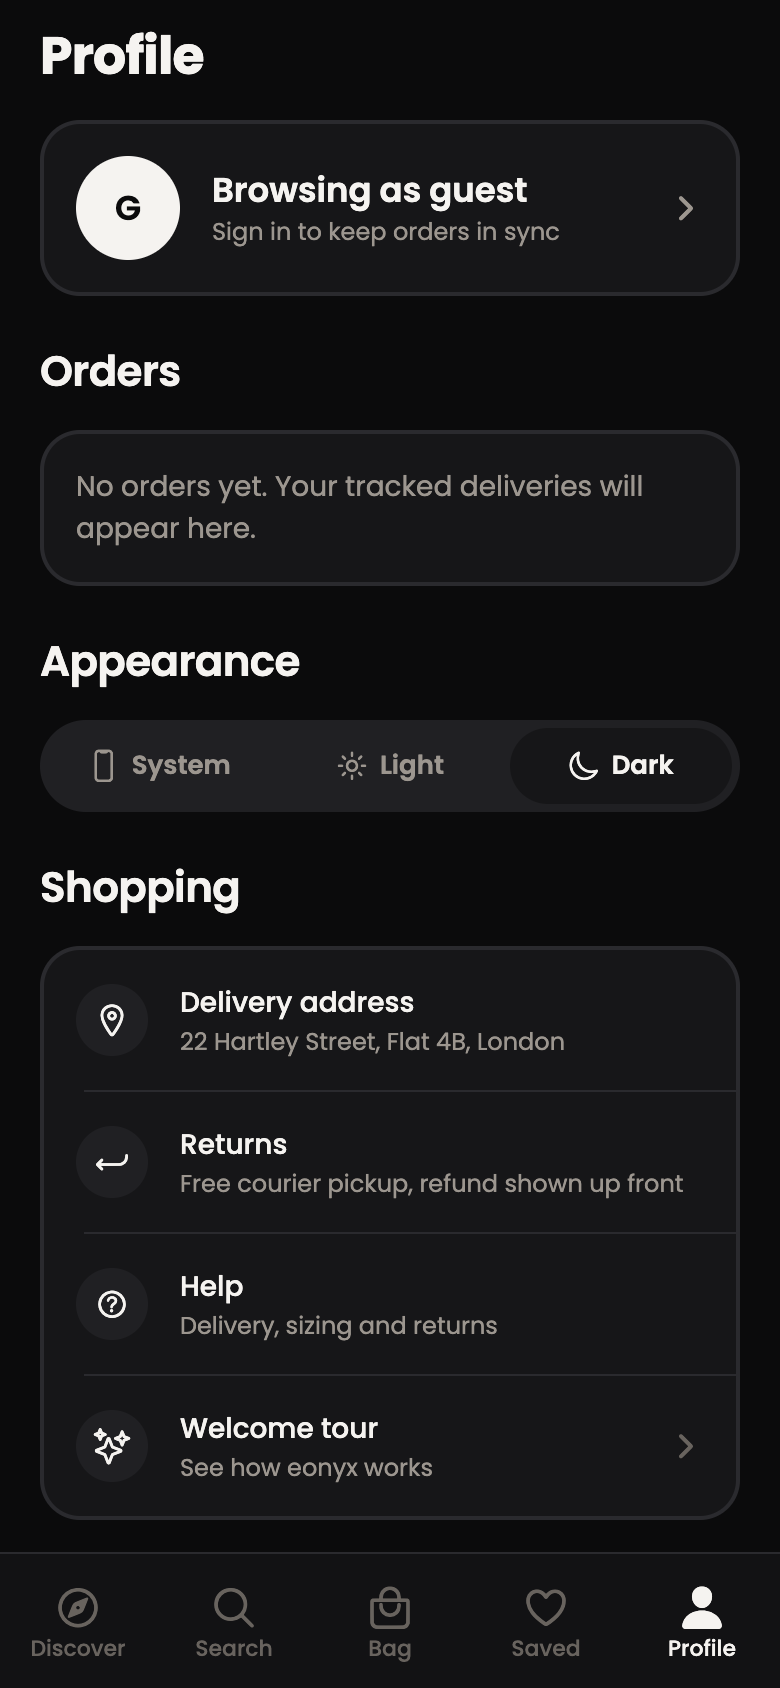 Profile
G
Browsing as guest
Sign in to keep orders in sync
Orders
No orders yet. Your tracked deliveries will
appear here.
Appearance
System
Light
Dark
Shopping
Delivery address
22 Hartley Street, Flat 4B, London
Returns
Free courier pickup, refund shown up front
Help
Delivery, sizing and returns
Welcome tour
See how eonyx works
Discover
Search
Bag
Saved
Profile